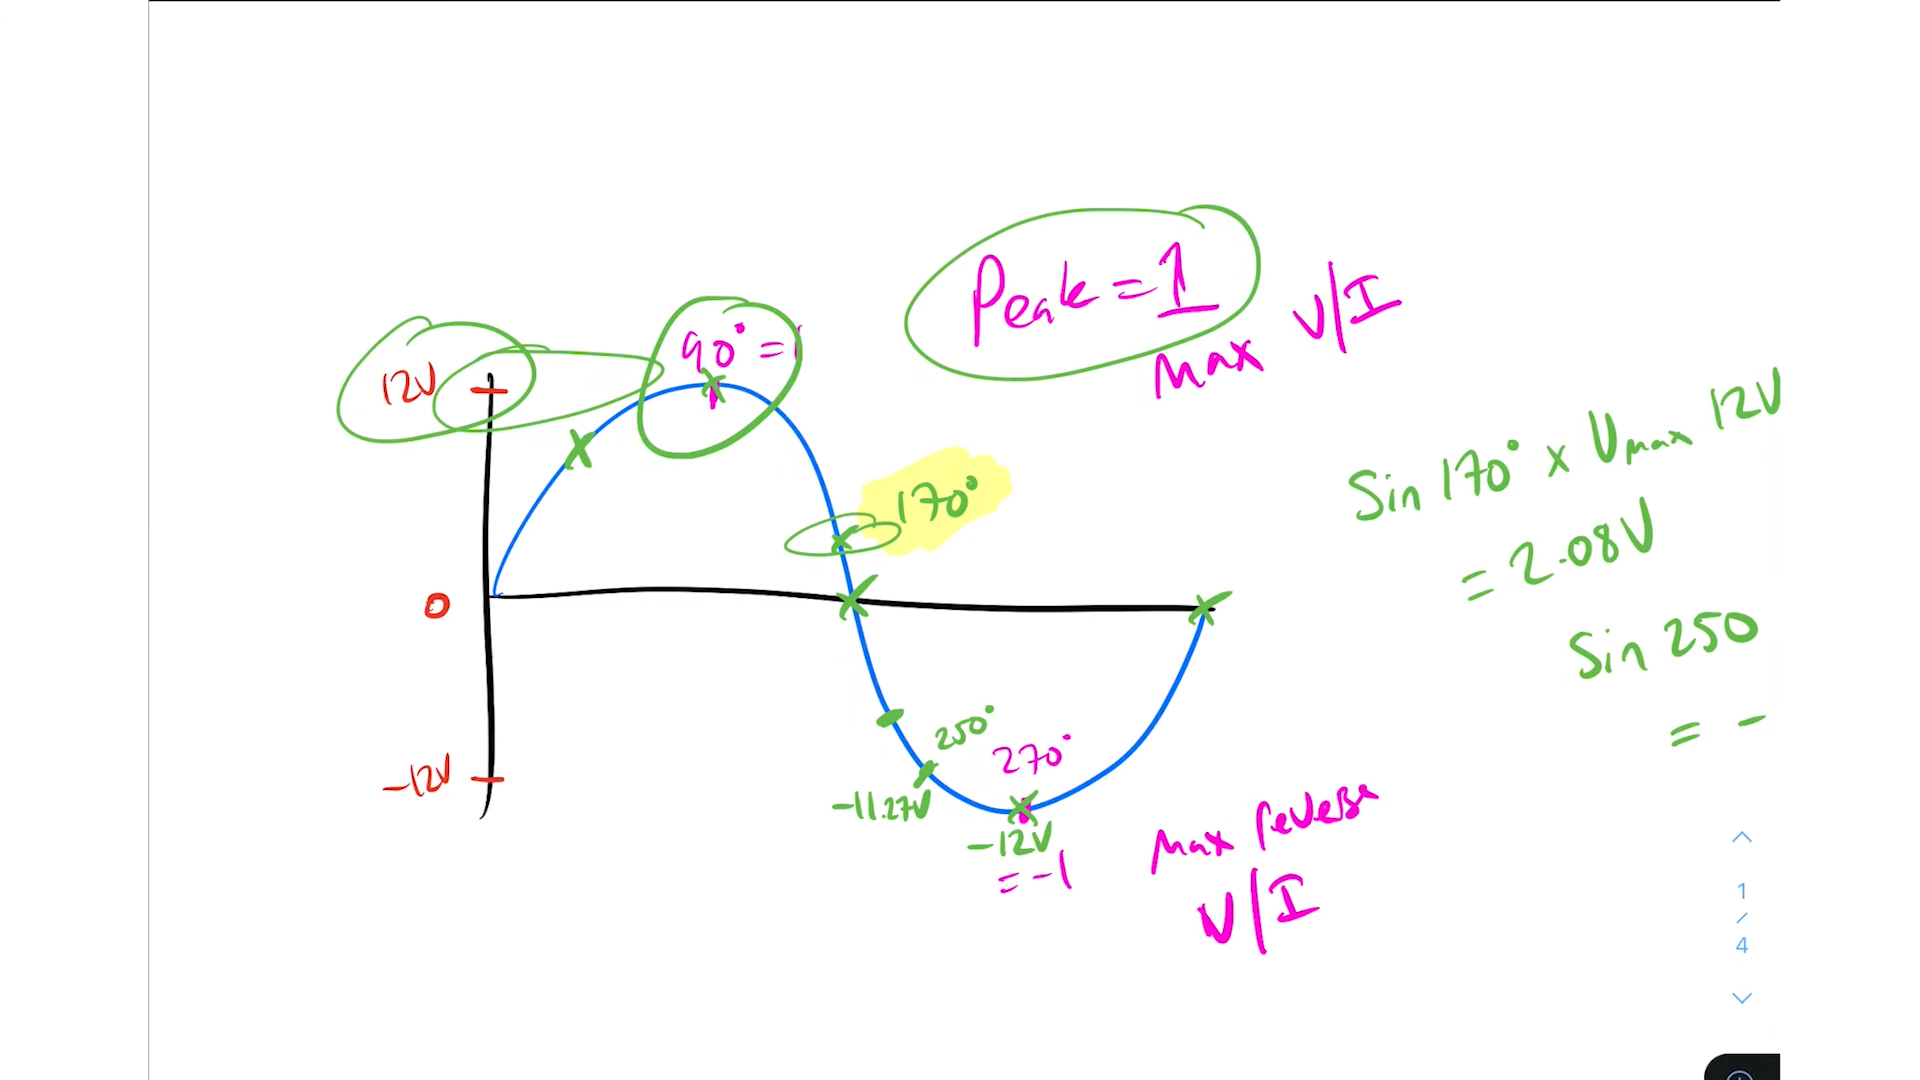 Peak = 1
Max V/I
90° = 1
12V
170°
Sin 170° x Vmax 12V
= 2.08V
0
Sin 250
= -
250°
270°
-12V
-11.27V
-12V
= -1
Max reverse
V/I
1
/
4